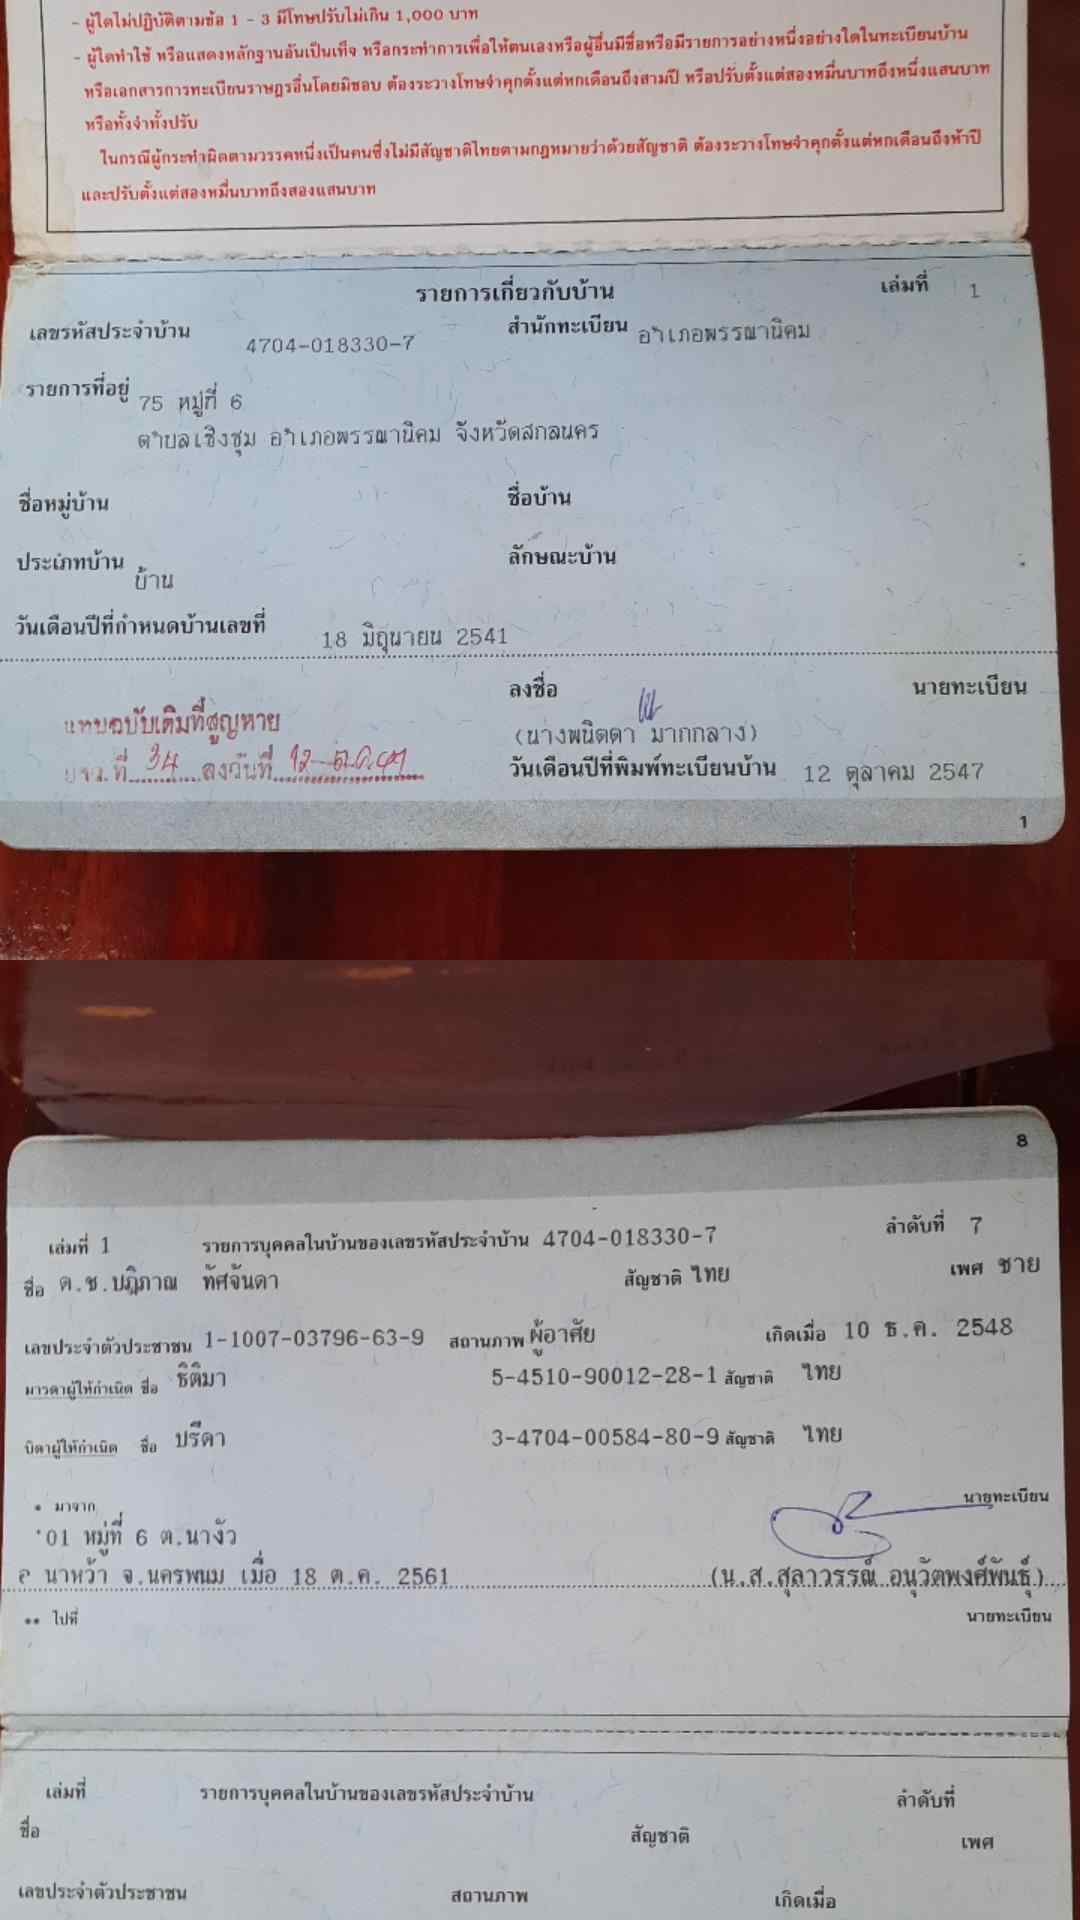 - ผู้ใดไม่ปฏิบัติตามข้อ 1 - 3 มีโทษปรับไม่เกิน 1,000 บาท
- ผู้ใดทำใช้ หรือแสดงหลักฐานอันเป็นเท็จ หรือกระทำการเพื่อให้ตนเองหรือผู้อื่นมีชื่อหรือมีรายการอย่างหนึ่งอย่างใดในทะเบียนบ้าน
หรือเอกสารการทะเบียนราษฎรอื่นโดยมิชอบ ต้องระวางโทษจำคุกตั้งแต่หกเดือนถึงสามปี หรือปรับตั้งแต่สองหมื่นบาทถึงหนึ่งแสนบาท
หรือทั้งจำทั้งปรับ
ในกรณีผู้กระทำผิดตามวรรคหนึ่งเป็นคนซึ่งไม่มีสัญชาติไทยตามกฎหมายว่าด้วยสัญชาติ ต้องระวางโทษจำคุกตั้งแต่หกเดือนถึงห้าปี
และปรับตั้งแต่สองหมื่นบาทถึงสองแสนบาท
รายการเกี่ยวกับบ้าน เล่มที่ 1
เลขรหัสประจำบ้าน 4704-018330-7 สำนักทะเบียน อำเภอพรรณานิคม
รายการที่อยู่ 75 หมู่ที่ 6
ตำบลเชิงชุม อำเภอพรรณานิคม จังหวัดสกลนคร
ชื่อหมู่บ้าน ชื่อบ้าน
ประเภทบ้าน บ้าน ลักษณะบ้าน
วันเดือนปีที่กำหนดบ้านเลขที่ 18 มิถุนายน 2541
ลงชื่อ นายทะเบียน
แทนฉบับเดิมที่สูญหาย (นางพนิตดา มากกลาง)
ที่ 34 ลงวันที่ 12 ต.ค.47 วันเดือนปีที่พิมพ์ทะเบียนบ้าน 12 ตุลาคม 2547
1
8
เล่มที่ 1 รายการบุคคลในบ้านของเลขรหัสประจำบ้าน 4704-018330-7 ลำดับที่ 7
ชื่อ ด.ช.ปฏิภาณ ทัศจันดา สัญชาติ ไทย เพศ ชาย
เลขประจำตัวประชาชน 1-1007-03796-63-9 สถานภาพ ผู้อาศัย เกิดเมื่อ 10 ธ.ค. 2548
มารดาผู้ให้กำเนิด ชื่อ ธิติมา 5-4510-90012-28-1 สัญชาติ ไทย
บิดาผู้ให้กำเนิด ชื่อ ปรีดา 3-4704-00584-80-9 สัญชาติ ไทย
* มาจาก นายทะเบียน
01 หมู่ที่ 6 ต.นางัว
นาหว้า จ.นครพนม เมื่อ 18 ต.ค. 2561 (น.ส.สุลาวรรณ์ อนุวัตพงศ์พันธุ์)
** ไปที่ นายทะเบียน
เล่มที่ รายการบุคคลในบ้านของเลขรหัสประจำบ้าน ลำดับที่
ชื่อ สัญชาติ เพศ
เลขประจำตัวประชาชน สถานภาพ เกิดเมื่อ